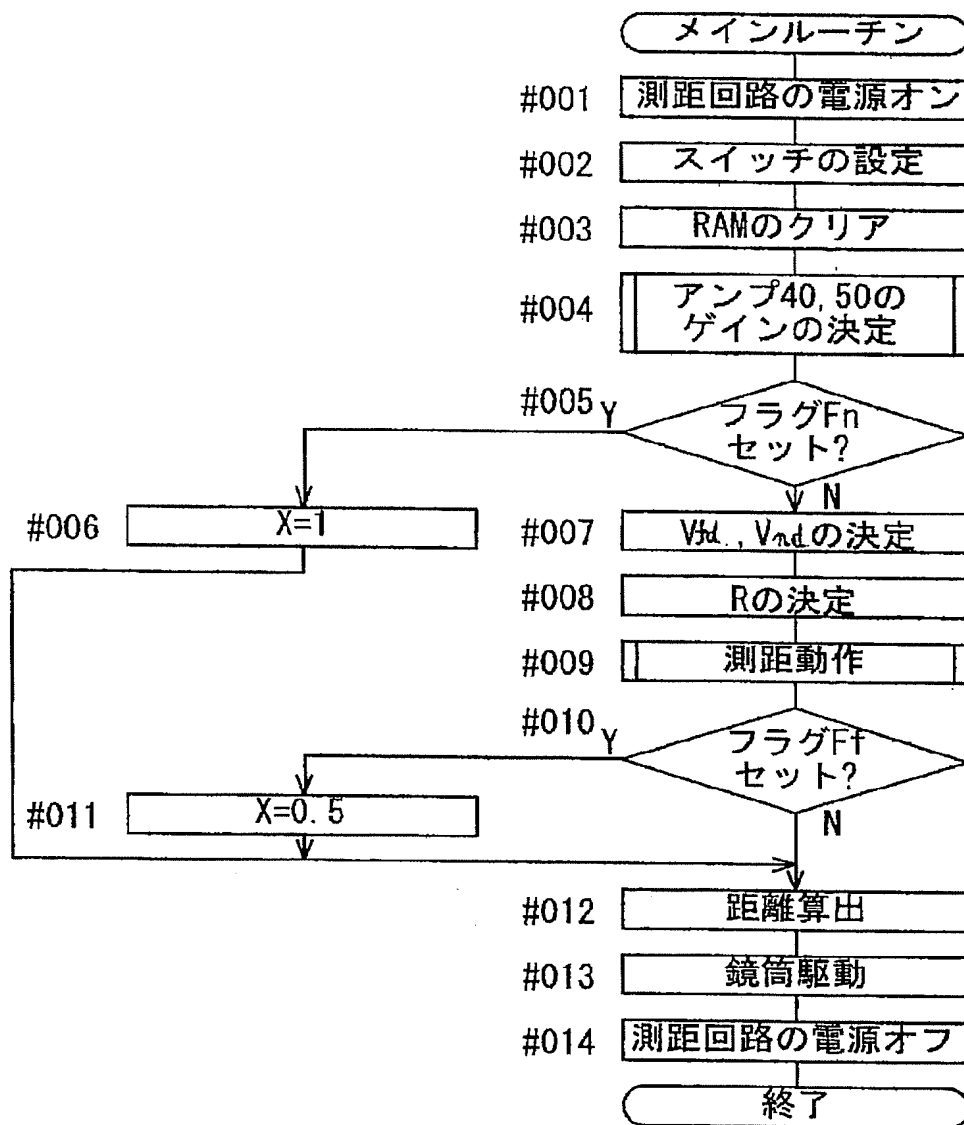 メインルーチン
#001 測距回路の電源オン
#002 スイッチの設定
#003 RAMのクリア
#004 アンプ40,50の
ゲインの決定
#005 Y フラグFn
セット?
N
#006 X=1
#007 Vfd.,Vndの決定
#008 Rの決定
#009 測距動作
#010 Y フラグFf
セット?
N
#011 X=0.5
#012 距離算出
#013 鏡筒駆動
#014 測距回路の電源オフ
終了